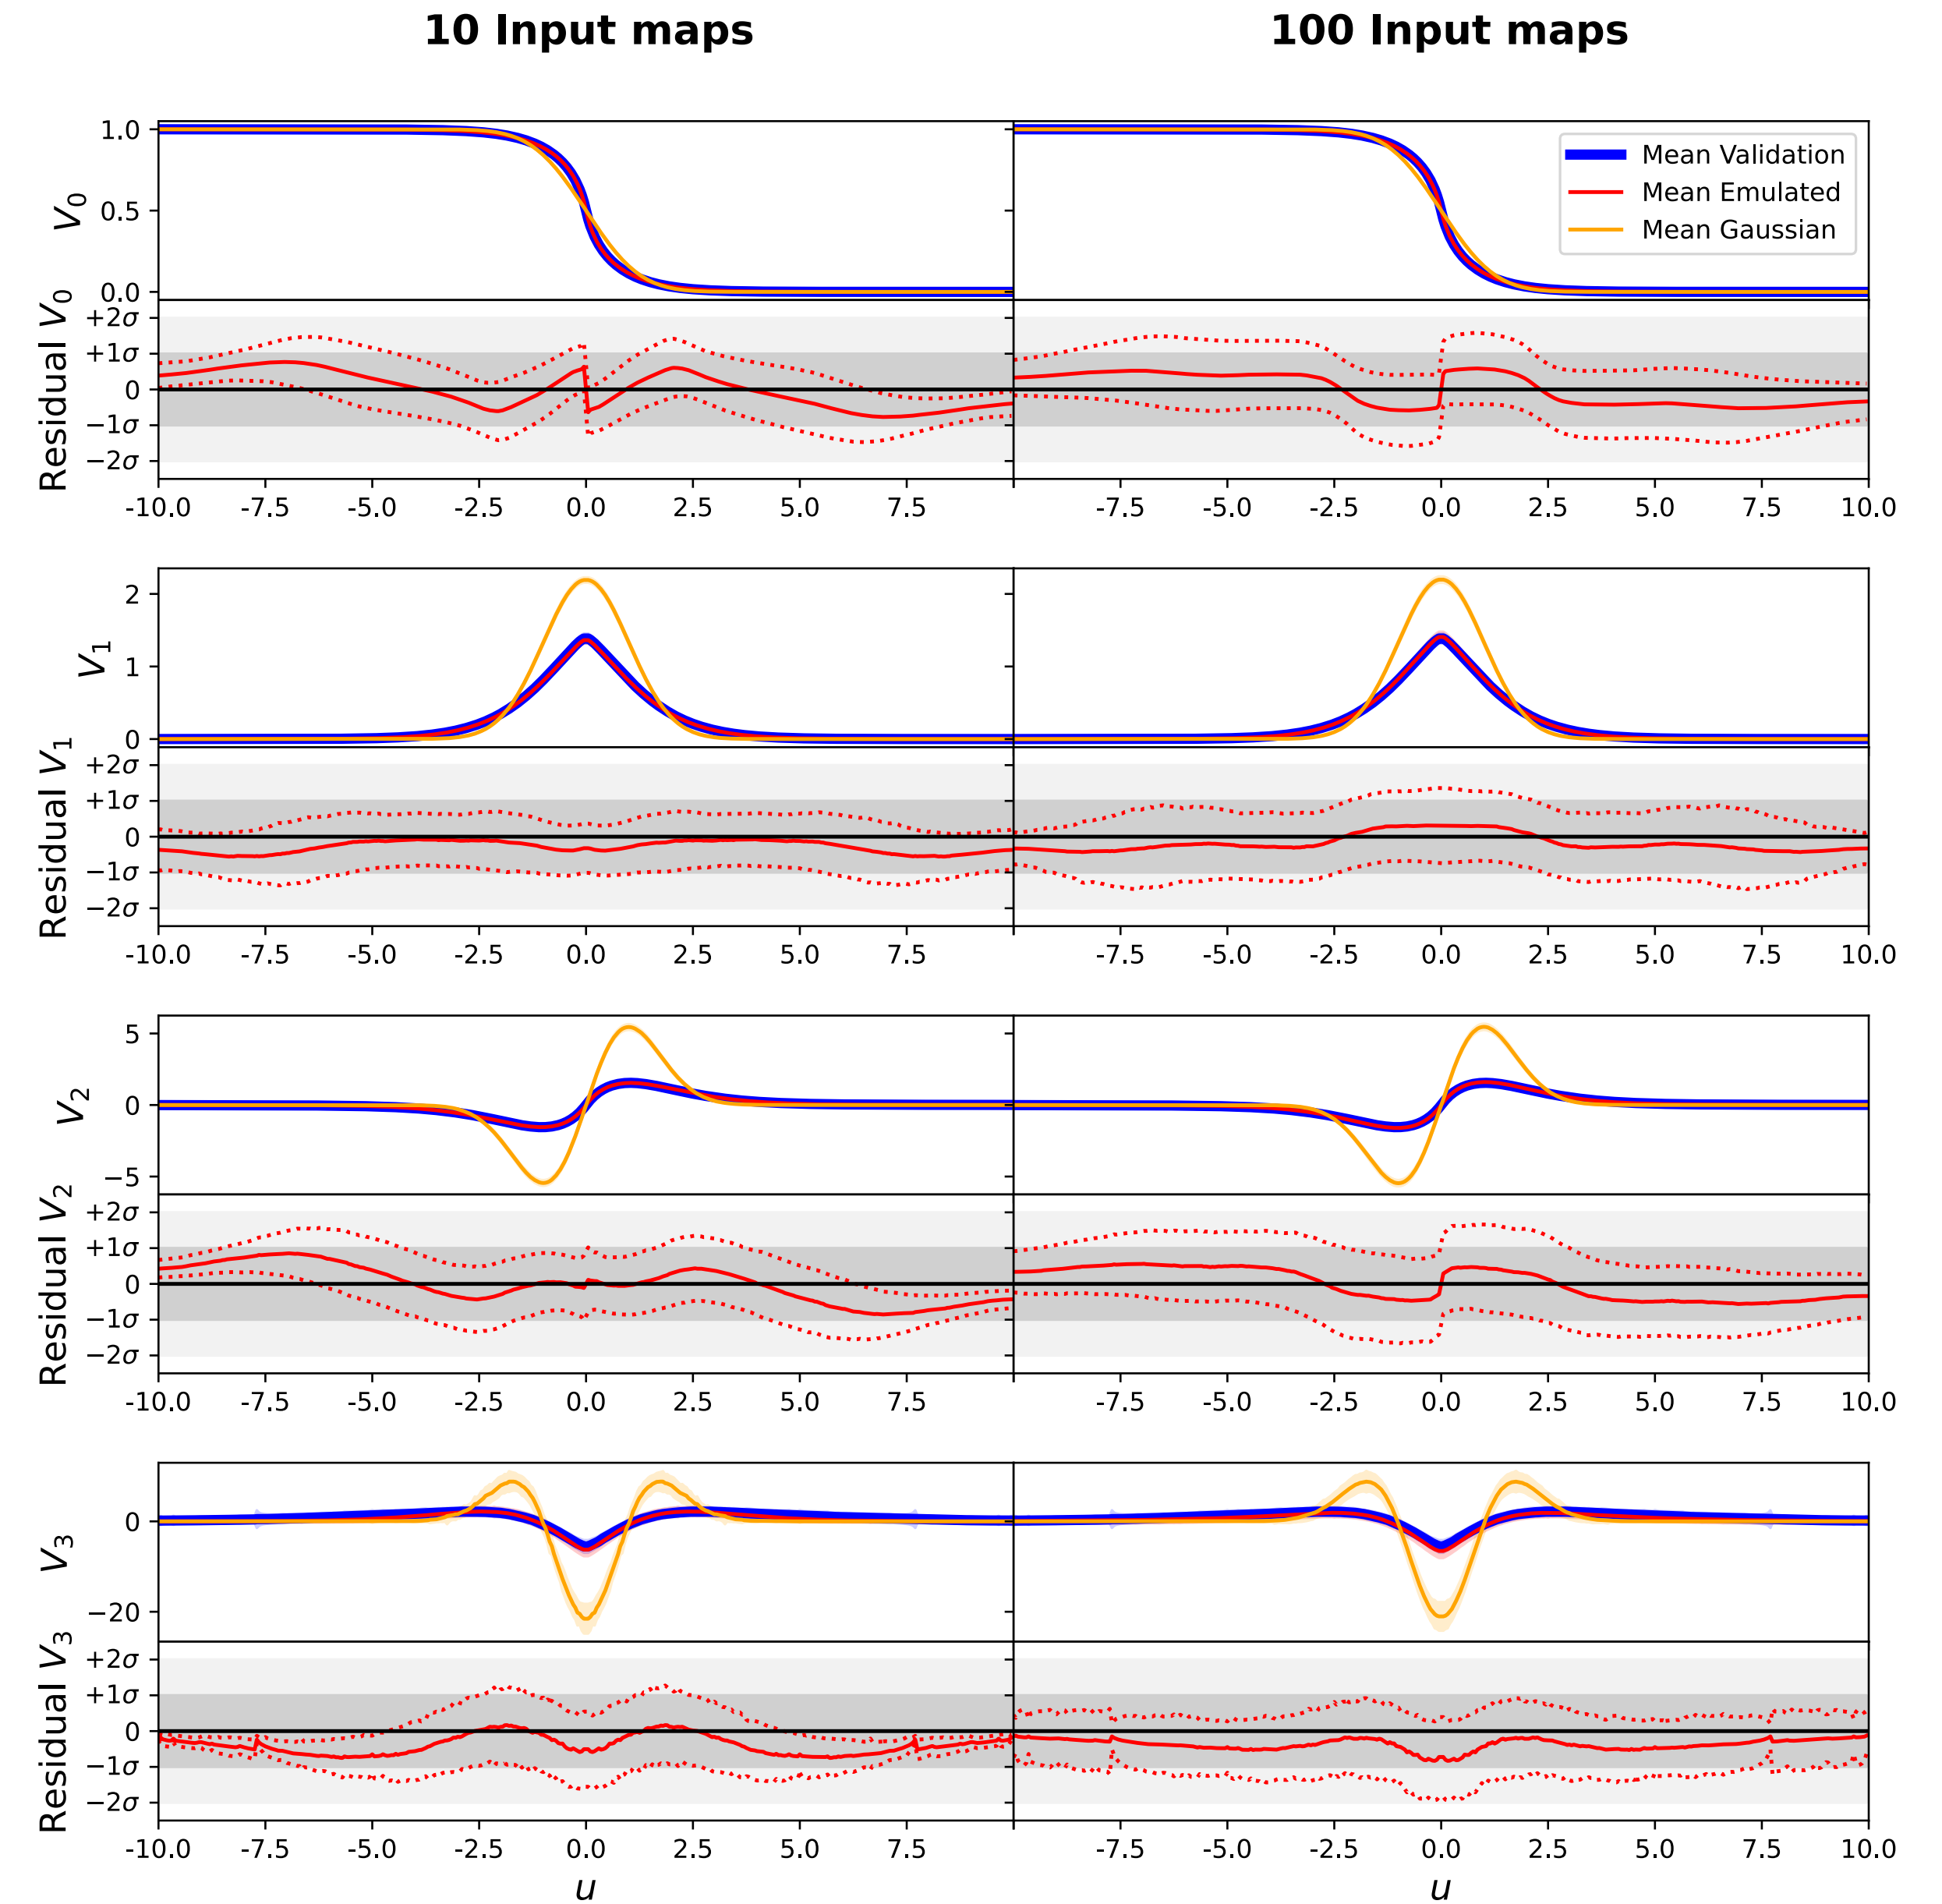 10 Input maps 100 Input maps
1.0
0.5
0.0
V₀
Mean Validation
Mean Emulated
Mean Gaussian
+2σ
+1σ
0
−1σ
−2σ
Residual V₀
-10.0 -7.5 -5.0 -2.5 0.0 2.5 5.0 7.5 -7.5 -5.0 -2.5 0.0 2.5 5.0 7.5 10.0
2
1
0
V₁
+2σ
+1σ
0
−1σ
−2σ
Residual V₁
-10.0 -7.5 -5.0 -2.5 0.0 2.5 5.0 7.5 -7.5 -5.0 -2.5 0.0 2.5 5.0 7.5 10.0
5
0
−5
V₂
+2σ
+1σ
0
−1σ
−2σ
Residual V₂
-10.0 -7.5 -5.0 -2.5 0.0 2.5 5.0 7.5 -7.5 -5.0 -2.5 0.0 2.5 5.0 7.5 10.0
0
−20
V₃
+2σ
+1σ
0
−1σ
−2σ
Residual V₃
-10.0 -7.5 -5.0 -2.5 0.0 2.5 5.0 7.5 -7.5 -5.0 -2.5 0.0 2.5 5.0 7.5 10.0
u u